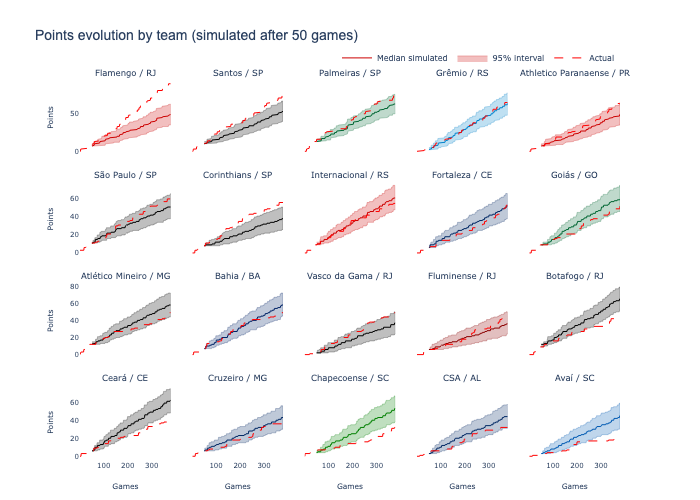 Points evolution by team (simulated after 50 games)
Median simulated 95% interval Actual
Flamengo / RJ Santos / SP Palmeiras / SP Grêmio / RS Athletico Paranaense / PR
Points
50
0
São Paulo / SP Corinthians / SP Internacional / RS Fortaleza / CE Goiás / GO
Points
60
40
20
0
Atlético Mineiro / MG Bahia / BA Vasco da Gama / RJ Fluminense / RJ Botafogo / RJ
Points
80
60
40
20
0
Ceará / CE Cruzeiro / MG Chapecoense / SC CSA / AL Avaí / SC
Points
60
40
20
0
100 200 300 100 200 300 100 200 300 100 200 300 100 200 300
Games Games Games Games Games